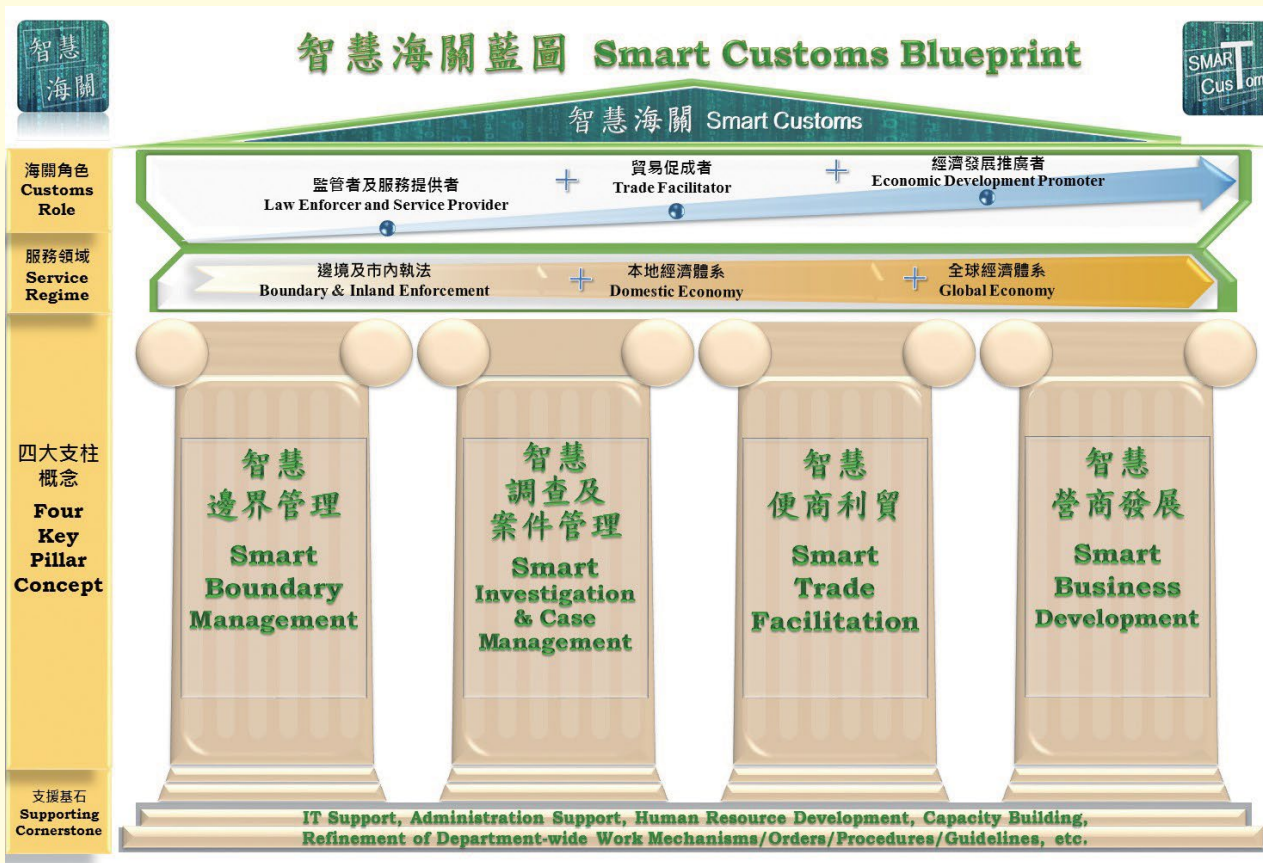 智慧
海關
智慧海關藍圖 Smart Customs Blueprint
SMART
Customs
智慧海關 Smart Customs
海關角色
Customs
Role
監管者及服務提供者
Law Enforcer and Service Provider
貿易促成者
Trade Facilitator
經濟發展推廣者
Economic Development Promoter
服務領域
Service
Regime
邊境及市內執法
Boundary & Inland Enforcement
本地經濟體系
Domestic Economy
全球經濟體系
Global Economy
四大支柱
概念
Four
Key
Pillar
Concept
智慧
邊界管理
Smart
Boundary
Management
智慧
調查及
案件管理
Smart
Investigation
& Case
Management
智慧
便商利貿
Smart
Trade
Facilitation
智慧
營商發展
Smart
Business
Development
支援基石
Supporting
Cornerstone
IT Support, Administration Support, Human Resource Development, Capacity Building,
Refinement of Department-wide Work Mechanisms/Orders/Procedures/Guidelines, etc.